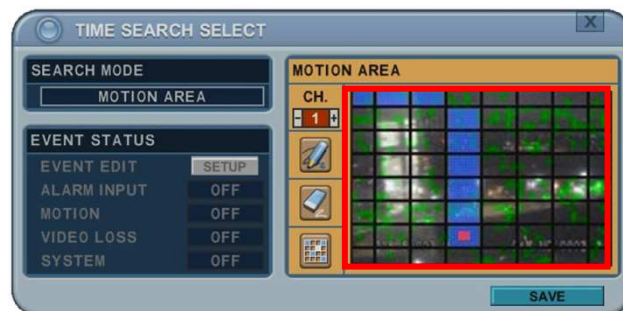 TIME SEARCH SELECT
X
SEARCH MODE
MOTION AREA
EVENT STATUS
EVENT EDIT SETUP
ALARM INPUT OFF
MOTION OFF
VIDEO LOSS OFF
SYSTEM OFF
MOTION AREA
CH.
- 1 +
SAVE